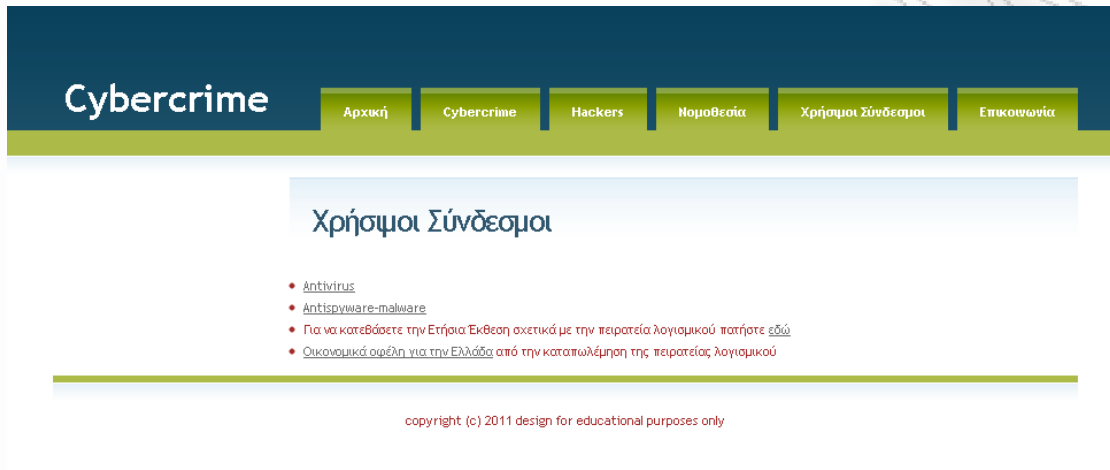 Cybercrime
Αρχική Cybercrime Hackers Νομοθεσία Χρήσιμοι Σύνδεσμοι Επικοινωνία
Χρήσιμοι Σύνδεσμοι
Antivirus
Antispyware-malware
Για να κατεβάσετε την Ετήσια Έκθεση σχετικά με την πειρατεία λογισμικού πατήστε εδώ
Οικονομικά οφέλη για την Ελλάδα από την καταπωλέμηση της πειρατείας λογισμικού
copyright (c) 2011 design for educational purposes only